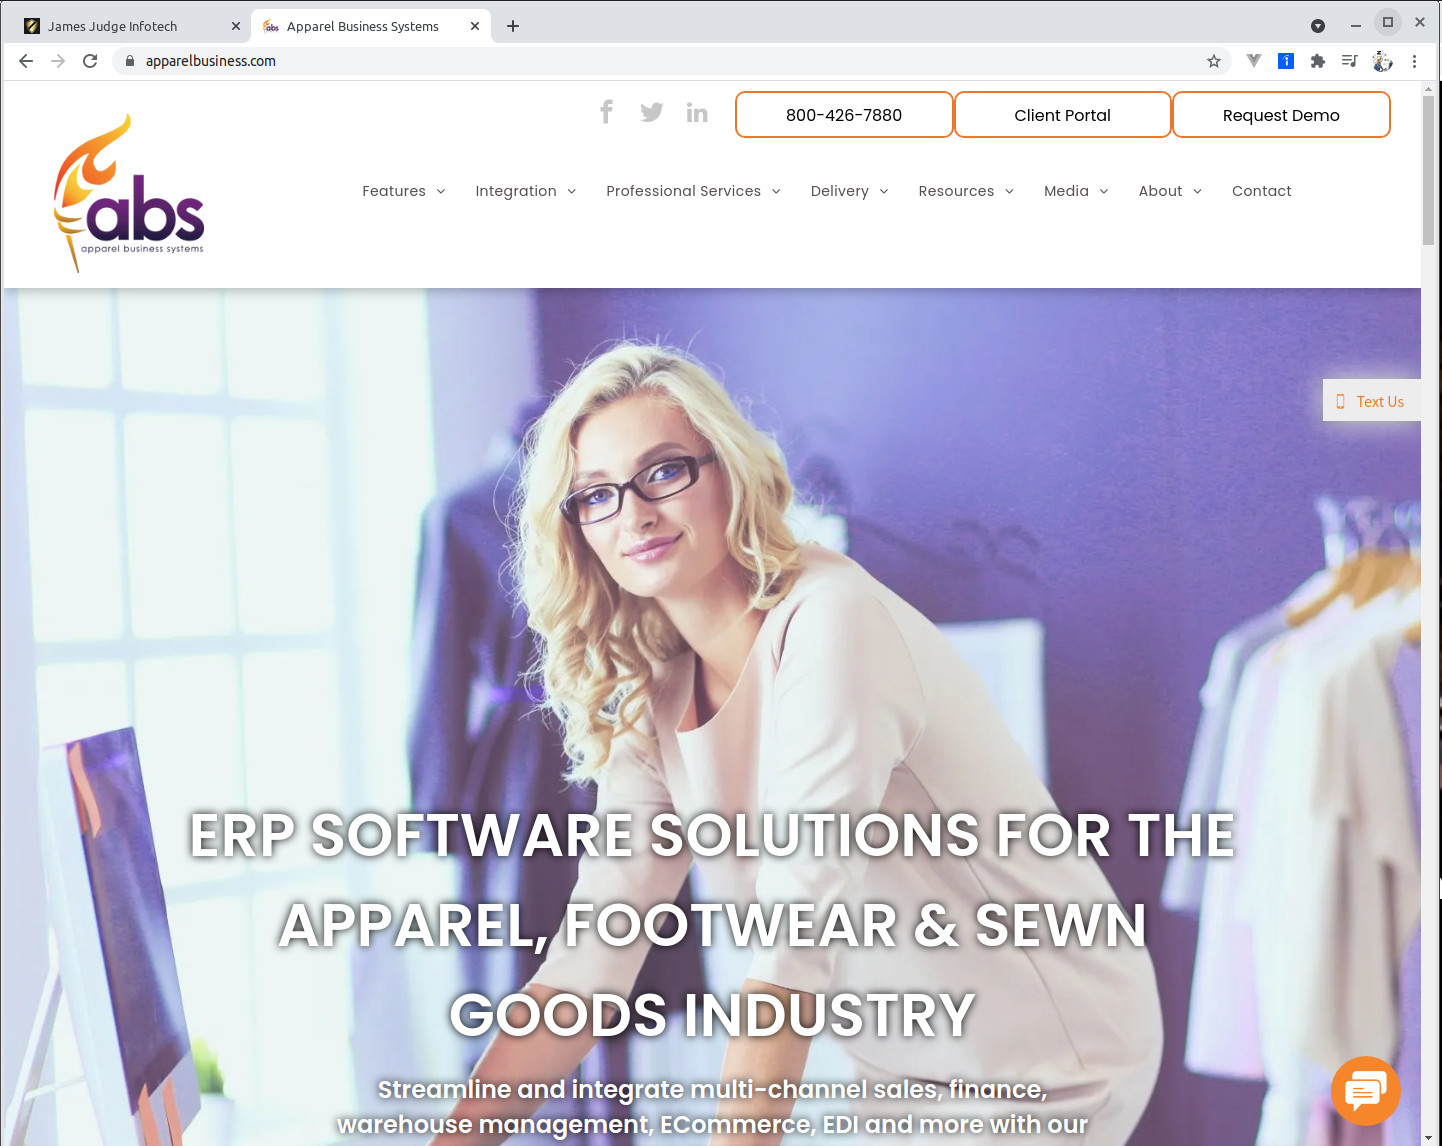 James Judge Infotech
Apparel Business Systems
apparelbusiness.com
800-426-7880
Client Portal
Request Demo
abs
apparel business systems
Features
Integration
Professional Services
Delivery
Resources
Media
About
Contact
Text Us
ERP SOFTWARE SOLUTIONS FOR THE
APPAREL, FOOTWEAR & SEWN
GOODS INDUSTRY
Streamline and integrate multi-channel sales, finance,
warehouse management, ECommerce, EDI and more with our